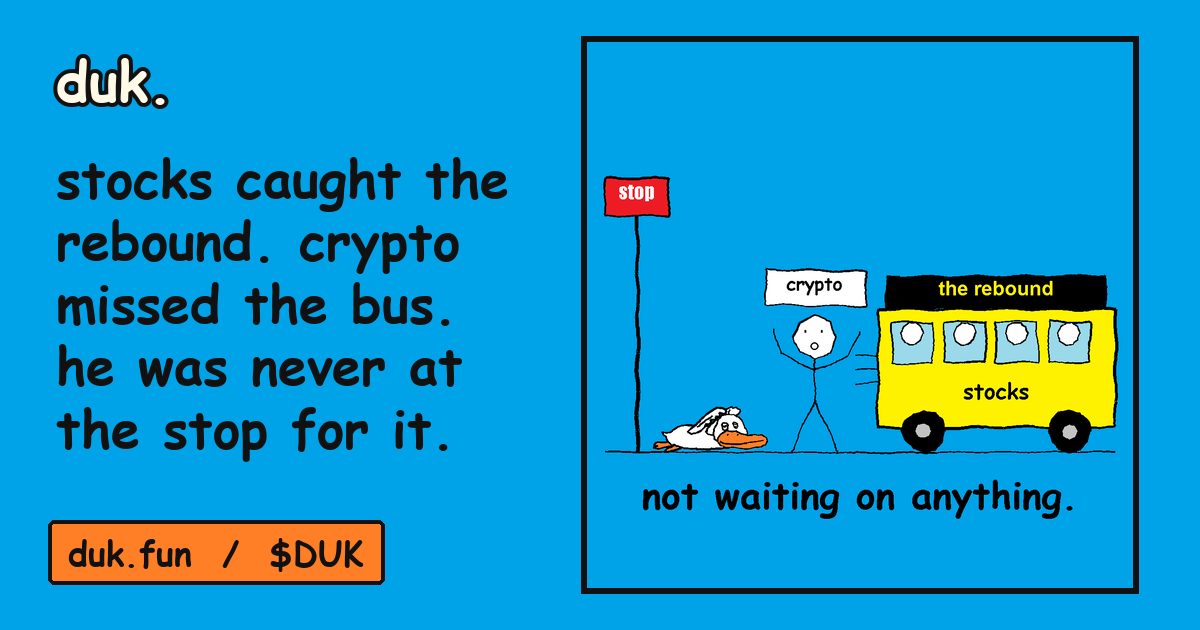 duk.
stocks caught the
rebound. crypto
missed the bus.
he was never at
the stop for it.
duk.fun / $DUK
stop
crypto
the rebound
stocks
not waiting on anything.